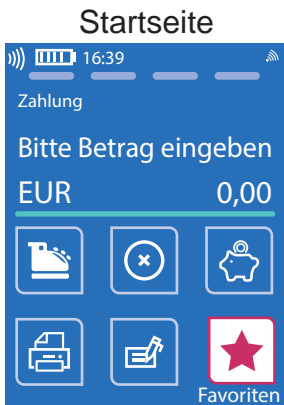 Startseite
16:39
Zahlung
Bitte Betrag eingeben
EUR 0,00
Favoriten